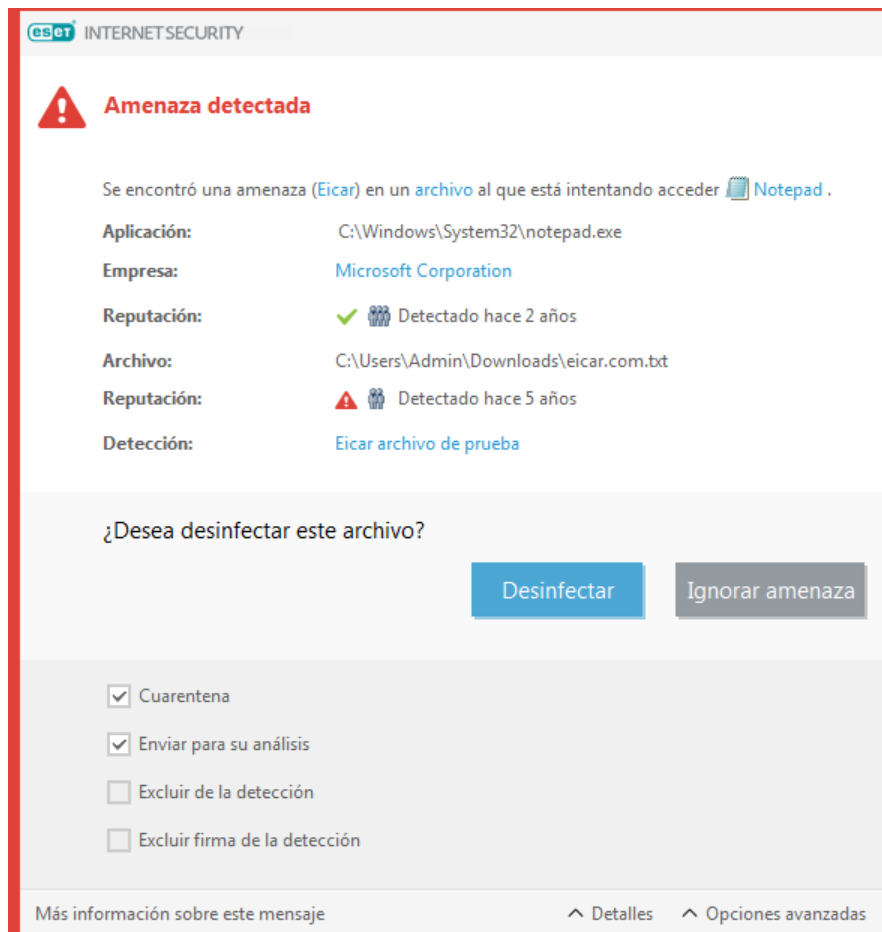 eset INTERNET SECURITY
Amenaza detectada
Se encontró una amenaza (Eicar) en un archivo al que está intentando acceder Notepad .
Aplicación: C:\Windows\System32\notepad.exe
Empresa: Microsoft Corporation
Reputación: Detectado hace 2 años
Archivo: C:\Users\Admin\Downloads\eicar.com.txt
Reputación: Detectado hace 5 años
Detección: Eicar archivo de prueba
¿Desea desinfectar este archivo?
Desinfectar Ignorar amenaza
Cuarentena
Enviar para su análisis
Excluir de la detección
Excluir firma de la detección
Más información sobre este mensaje Detalles Opciones avanzadas